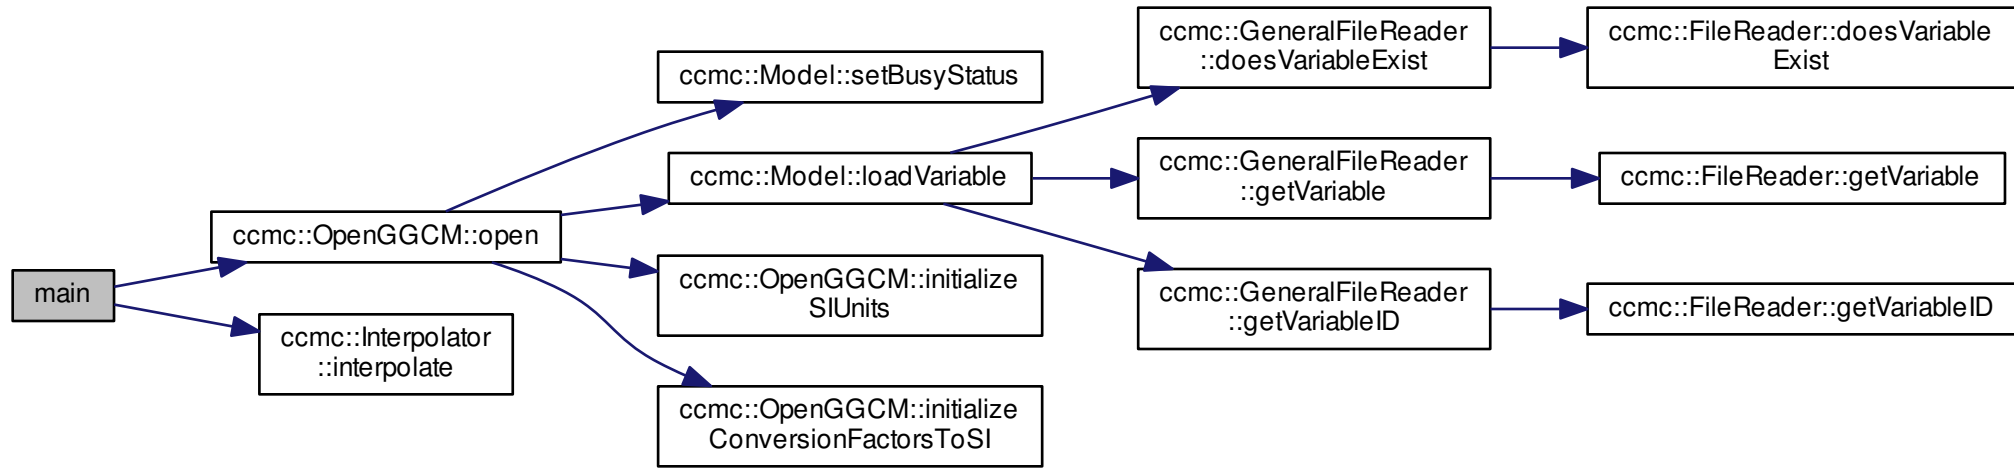 main
ccmc::OpenGGCM::open
ccmc::Interpolator
::interpolate
ccmc::Model::setBusyStatus
ccmc::Model::loadVariable
ccmc::OpenGGCM::initialize
SIUnits
ccmc::OpenGGCM::initialize
ConversionFactorsToSI
ccmc::GeneralFileReader
::doesVariableExist
ccmc::GeneralFileReader
::getVariable
ccmc::GeneralFileReader
::getVariableID
ccmc::FileReader::doesVariable
Exist
ccmc::FileReader::getVariable
ccmc::FileReader::getVariableID